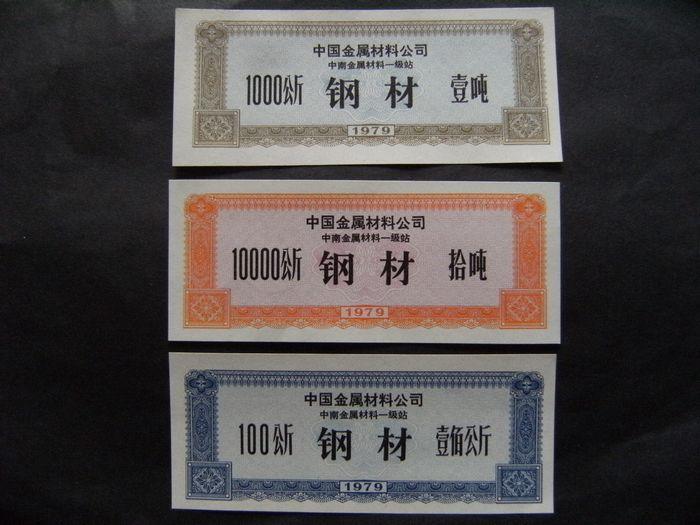 中国金属材料公司
中南金属材料一级站
1000公斤 钢材 壹吨
1979
中国金属材料公司
中南金属材料一级站
10000公斤 钢材 拾吨
1979
中国金属材料公司
中南金属材料一级站
100公斤 钢材 壹佰公斤
1979